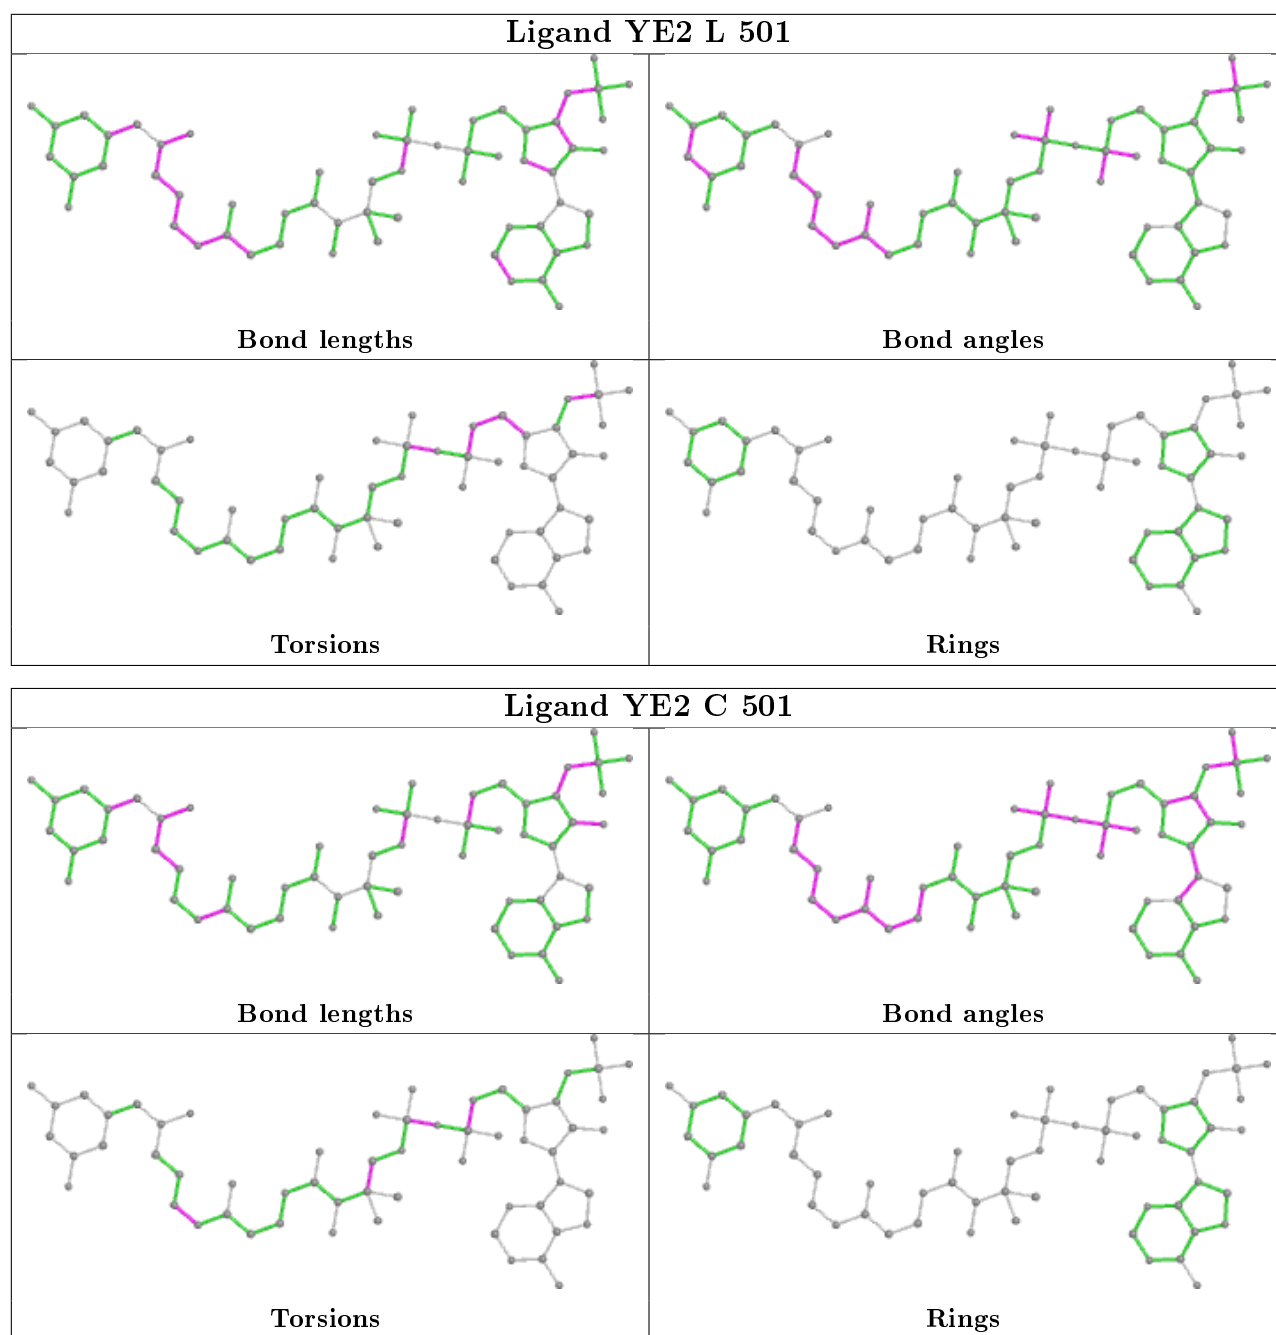 Ligand YE2 L 501
Bond lengths
Bond angles
Torsions
Rings
Ligand YE2 C 501
Bond lengths
Bond angles
Torsions
Rings